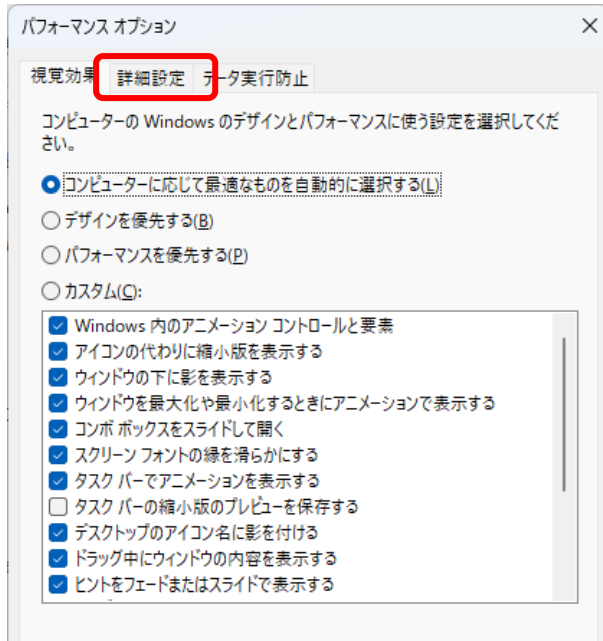 パフォーマンス オプション
視覚効果 詳細設定 データ実行防止
コンピューターの Windows のデザインとパフォーマンスに使う設定を選択してくだ
さい。
コンピューターに応じて最適なものを自動的に選択する(L)
デザインを優先する(B)
パフォーマンスを優先する(P)
カスタム(C):
Windows 内のアニメーション コントロールと要素
アイコンの代わりに縮小版を表示する
ウィンドウの下に影を表示する
ウィンドウを最大化や最小化するときにアニメーションで表示する
コンボ ボックスをスライドして開く
スクリーン フォントの縁を滑らかにする
タスク バーでアニメーションを表示する
タスク バーの縮小版のプレビューを保存する
デスクトップのアイコン名に影を付ける
ドラッグ中にウィンドウの内容を表示する
ヒントをフェードまたはスライドで表示する